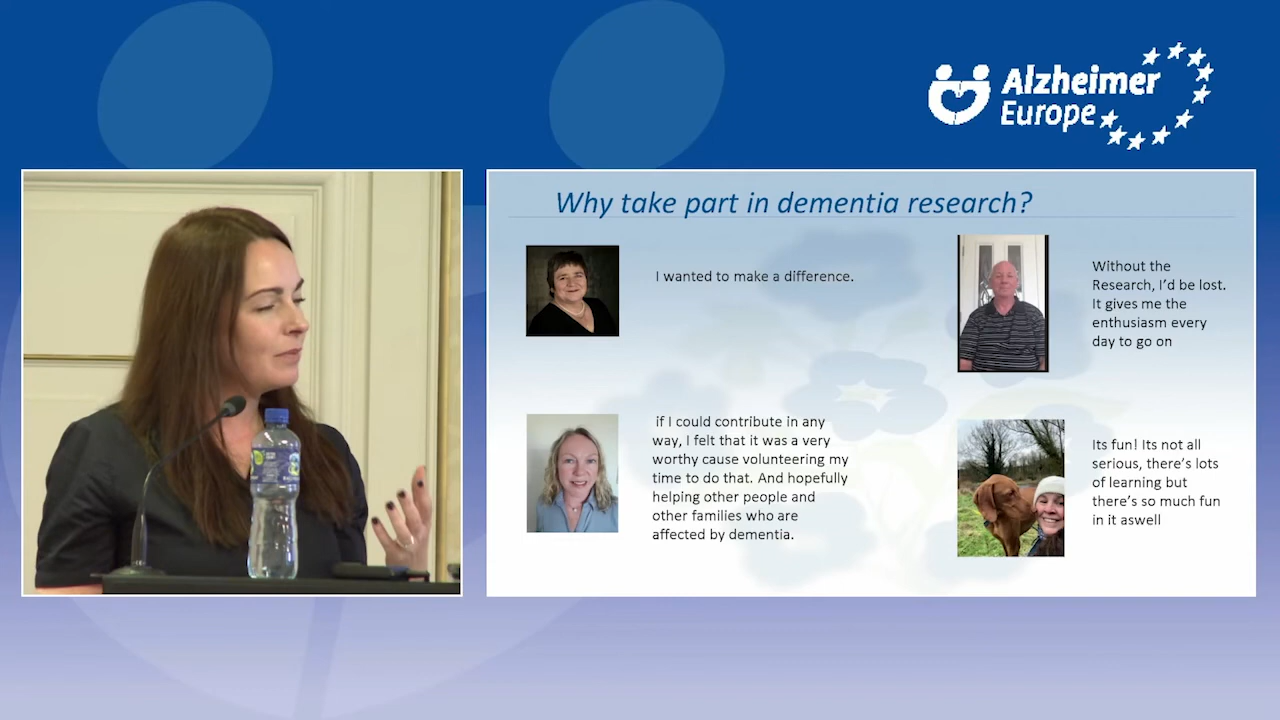 Alzheimer
Europe
Why take part in dementia research?
I wanted to make a difference.
Without the
Research, I'd be lost.
It gives me the
enthusiasm every
day to go on
if I could contribute in any
way, I felt that it was a very
worthy cause volunteering my
time to do that. And hopefully
helping other people and
other families who are
affected by dementia.
Its fun! Its not all
serious, there's lots
of learning but
there's so much fun
in it aswell